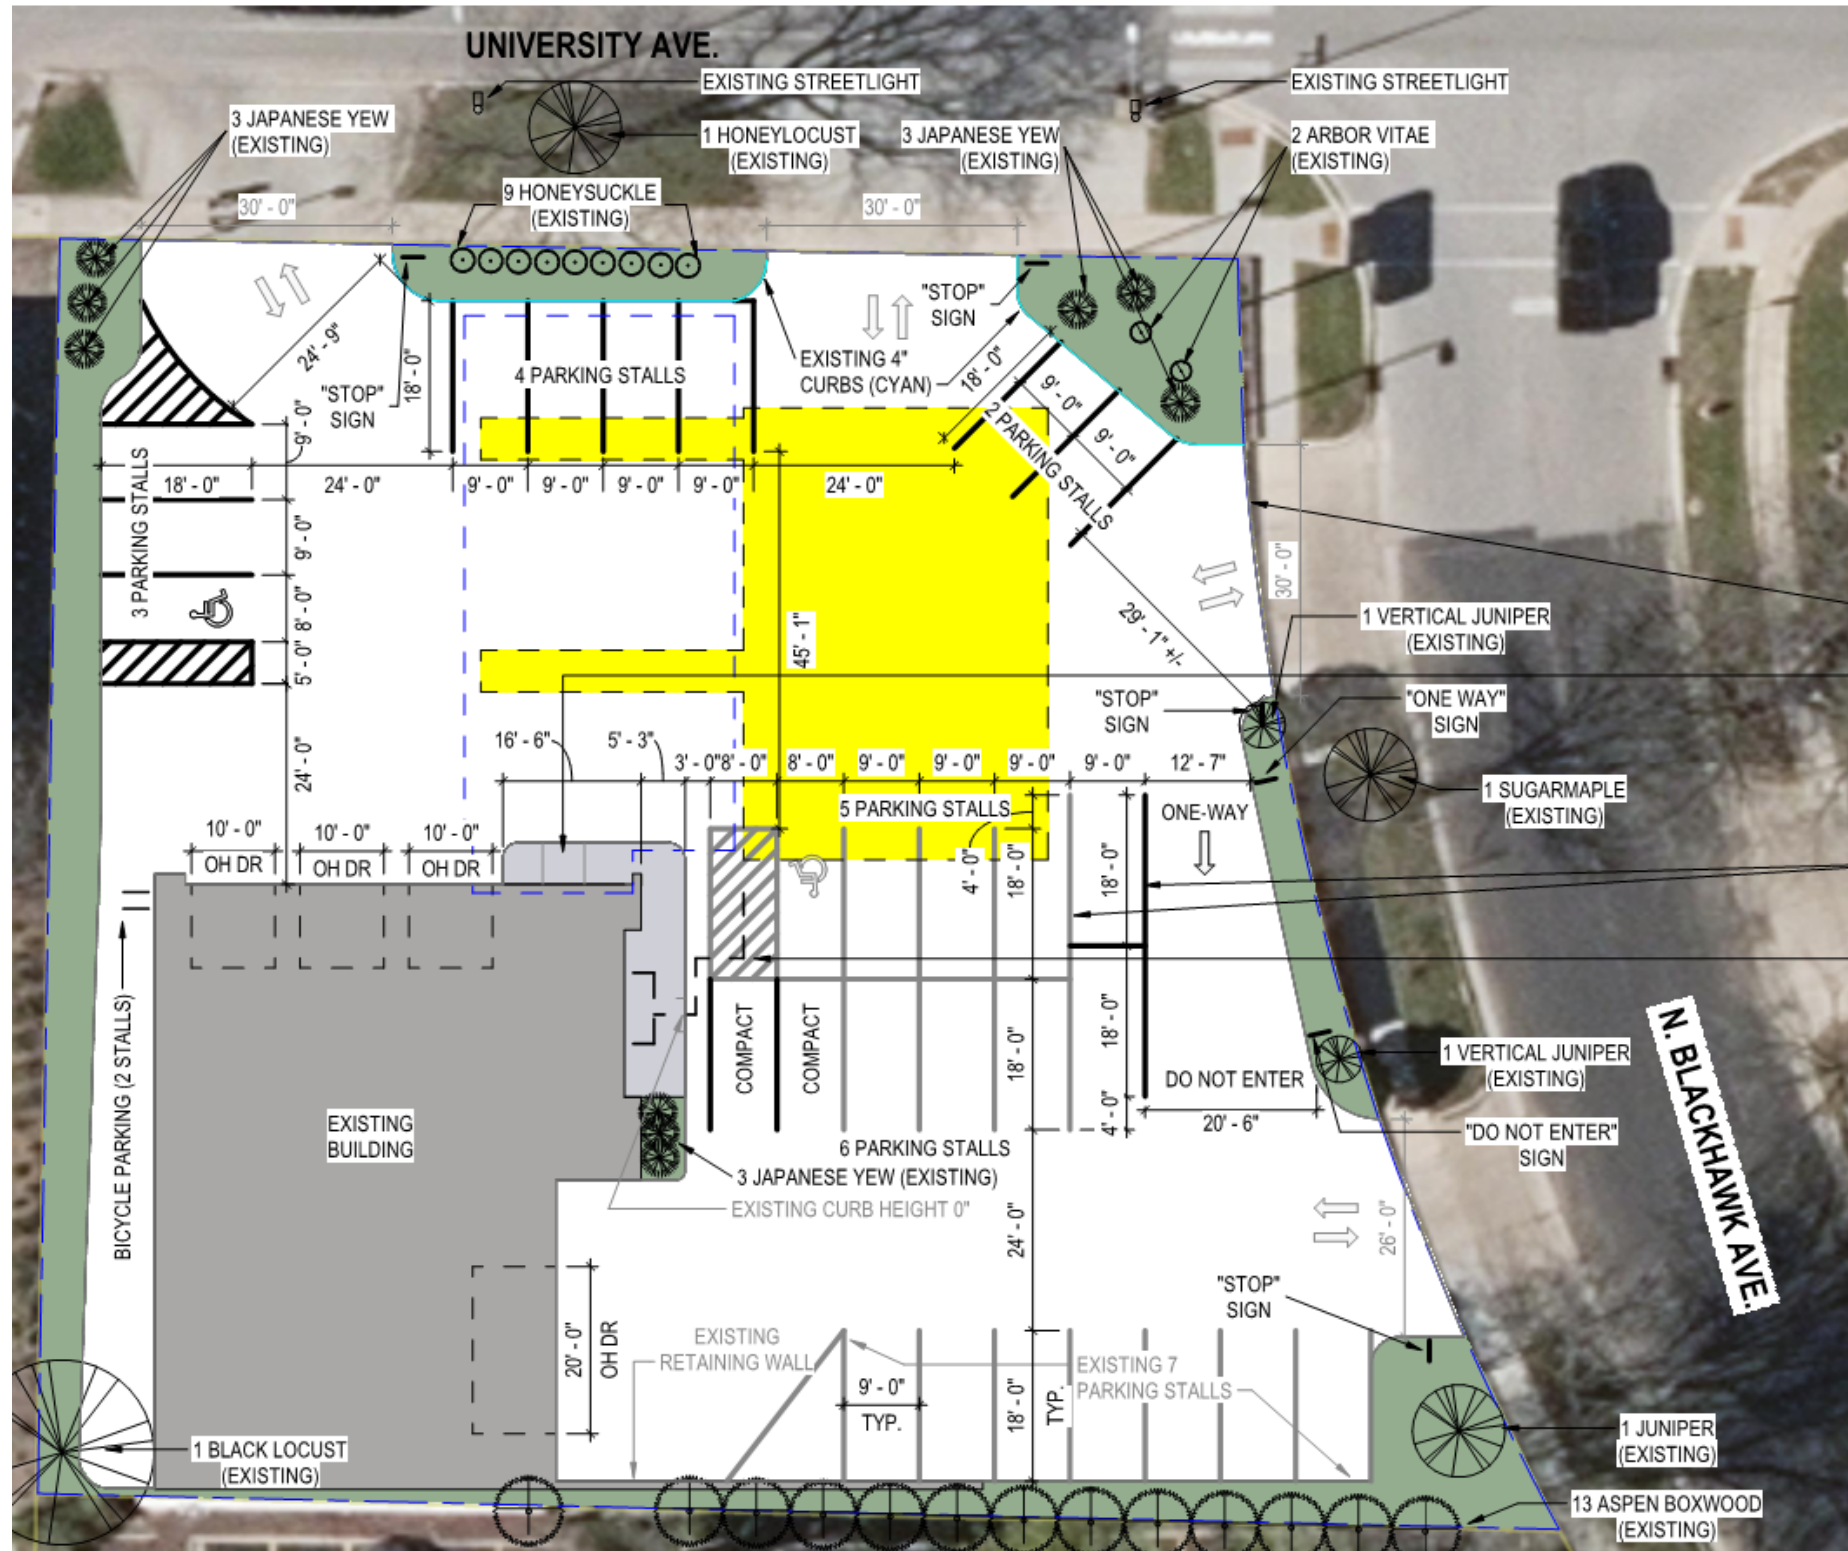 UNIVERSITY AVE.
EXISTING STREETLIGHT
EXISTING STREETLIGHT
3 JAPANESE YEW
(EXISTING)
1 HONEYLOCUST
(EXISTING)
3 JAPANESE YEW
(EXISTING)
2 ARBOR VITAE
(EXISTING)
9 HONEYSUCKLE
(EXISTING)
30' - 0"
30' - 0"
"STOP"
SIGN
24' - 9"
"STOP"
SIGN
18' - 0"
4 PARKING STALLS
EXISTING 4"
CURBS (CYAN)
18' - 0"
9' - 0"
2 PARKING STALLS
9' - 0"
9' - 0"
3 PARKING STALLS
18' - 0"
24' - 0"
9' - 0"
9' - 0"
9' - 0"
9' - 0"
24' - 0"
9' - 0"
8' - 0"
5' - 0"
45' - 1"
30' - 0"
29' - 1" +/-
1 VERTICAL JUNIPER
(EXISTING)
"STOP"
SIGN
"ONE WAY"
SIGN
16' - 6"
5' - 3"
3' - 0"
8' - 0"
8' - 0"
9' - 0"
9' - 0"
9' - 0"
9' - 0"
12' - 7"
24' - 0"
1 SUGARMAPLE
(EXISTING)
5 PARKING STALLS
ONE-WAY
10' - 0"
10' - 0"
10' - 0"
OH DR
OH DR
OH DR
4' - 0"
18' - 0"
18' - 0"
BICYCLE PARKING (2 STALLS)
COMPACT
COMPACT
18' - 0"
18' - 0"
4' - 0"
DO NOT ENTER
20' - 6"
1 VERTICAL JUNIPER
(EXISTING)
N. BLACKHAWK AVE.
EXISTING
BUILDING
6 PARKING STALLS
3 JAPANESE YEW (EXISTING)
EXISTING CURB HEIGHT 0"
"DO NOT ENTER"
SIGN
24' - 0"
26' - 0"
"STOP"
SIGN
20' - 0"
OH DR
EXISTING
RETAINING WALL
9' - 0"
TYP.
18' - 0"
TYP.
EXISTING 7
PARKING STALLS
1 BLACK LOCUST
(EXISTING)
1 JUNIPER
(EXISTING)
13 ASPEN BOXWOOD
(EXISTING)